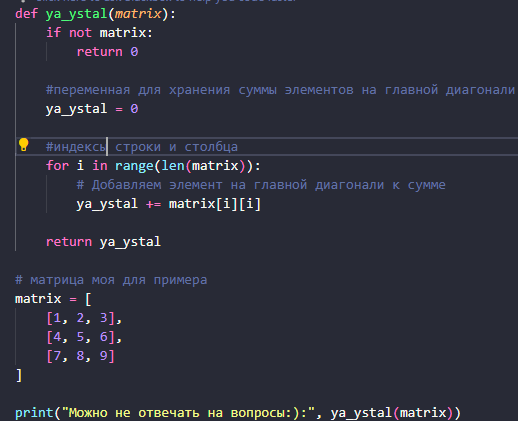 def ya_ystal(matrix):
    if not matrix:
        return 0
    #переменная для хранения суммы элементов на главной диагонали
    ya_ystal = 0
    #индексы строки и столбца
    for i in range(len(matrix)):
        # Добавляем элемент на главной диагонали к сумме
        ya_ystal += matrix[i][i]
    return ya_ystal
# матрица моя для примера
matrix = [
    [1, 2, 3],
    [4, 5, 6],
    [7, 8, 9]
]
print("Можно не отвечать на вопросы:):", ya_ystal(matrix))